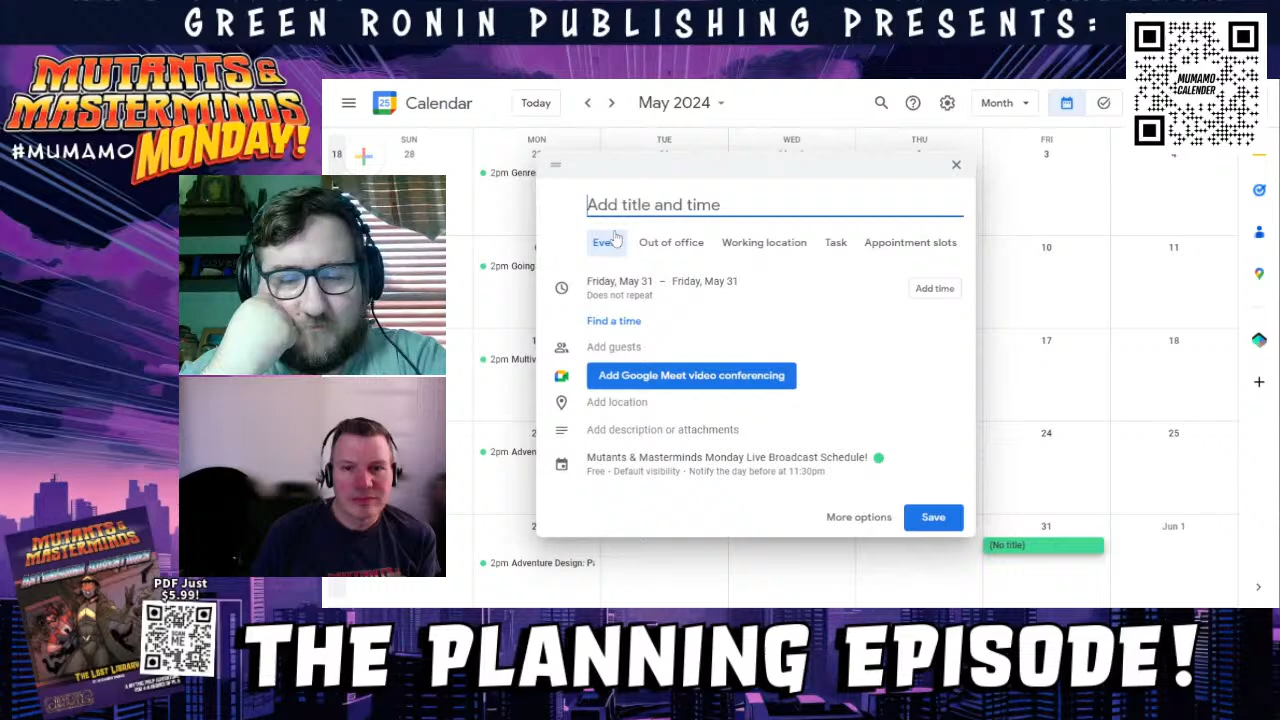 GREEN RONIN PUBLISHING PRESENTS:
MUTANTS &
MASTERMINDS
#MUMAMO MONDAY!
MUMAMO
CALENDER
25 Calendar
Today
May 2024
Month
SUN
MON
TUE
WED
THU
FRI
18
28
3
2pm Genre
10
11
2pm Going
17
18
2pm Multiv
24
25
2pm Adven
31
Jun 1
(No title)
2pm Adventure Design: Pa
Add title and time
Event
Out of office
Working location
Task
Appointment slots
Friday, May 31 – Friday, May 31
Does not repeat
Add time
Find a time
Add guests
Add Google Meet video conferencing
Add location
Add description or attachments
Mutants & Masterminds Monday Live Broadcast Schedule!
Free · Default visibility · Notify the day before at 11:30pm
More options
Save
MUTANTS &
MASTERMINDS
ASTONISHING ADVENTURES
THE LOST LIBRARY
PDF Just
$5.99!
SCAN
ME
THE PLANNING EPISODE!